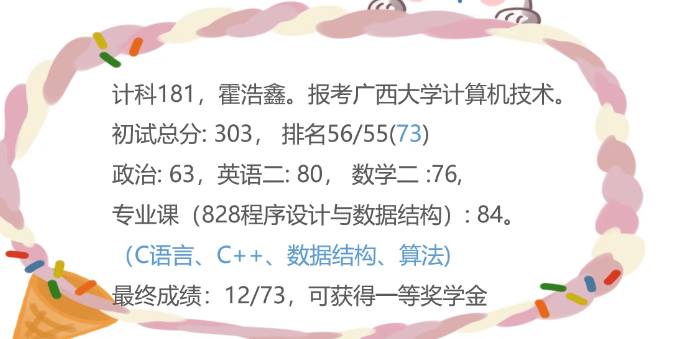 计科181，霍浩鑫。报考广西大学计算机技术。
初试总分: 303， 排名56/55(73)
政治: 63，英语二: 80， 数学二 :76,
专业课（828程序设计与数据结构）: 84。
（C语言、C++、数据结构、算法)
最终成绩：12/73，可获得一等奖学金